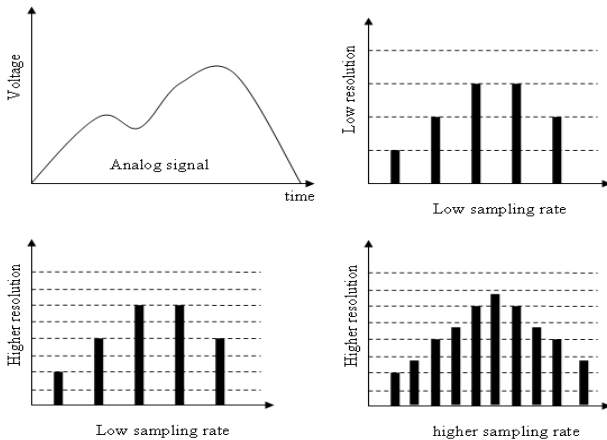 Voltage
Analog signal
time
Low resolution
Low sampling rate
Higher resolution
Low sampling rate
Higher resolution
higher sampling rate